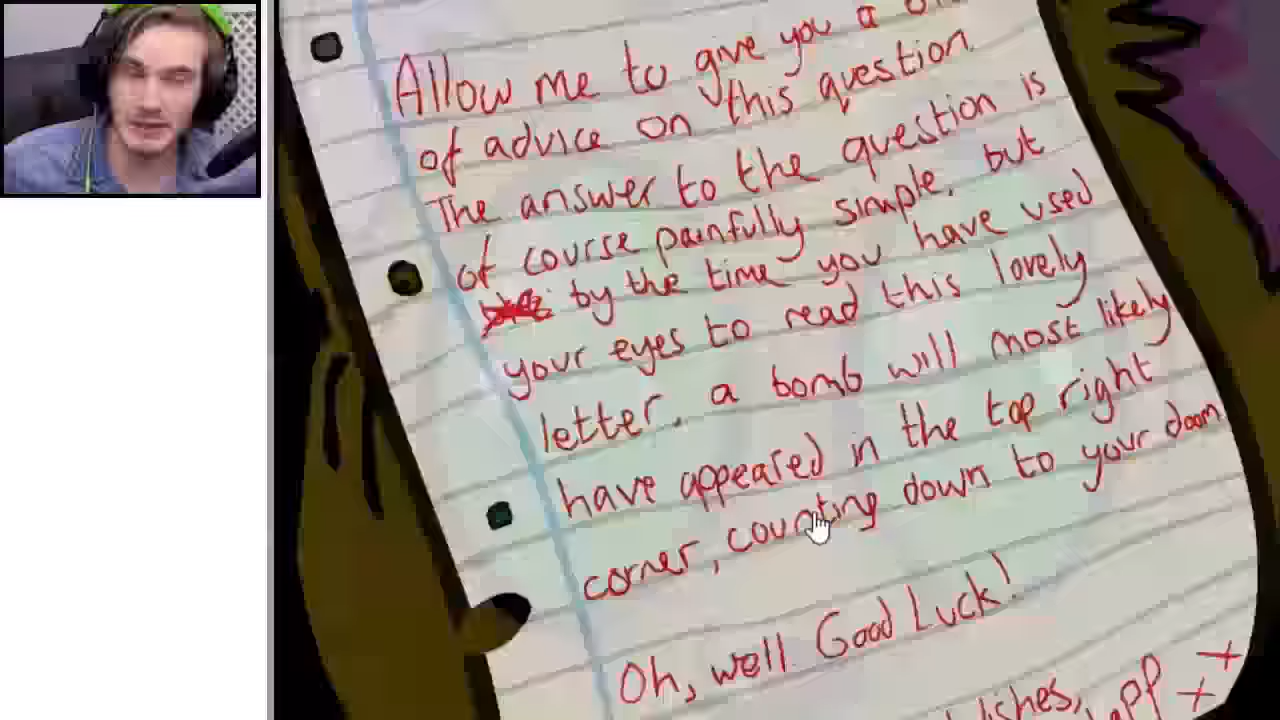 Allow me to give you a
of advice on this question
The answer to the question is
of course painfully simple, but
by the time you have used
your eyes to read this lovely
letter, a bomb will most likely
have appeared in the top right
corner, counting down to your doom
Oh, well Good Luck!